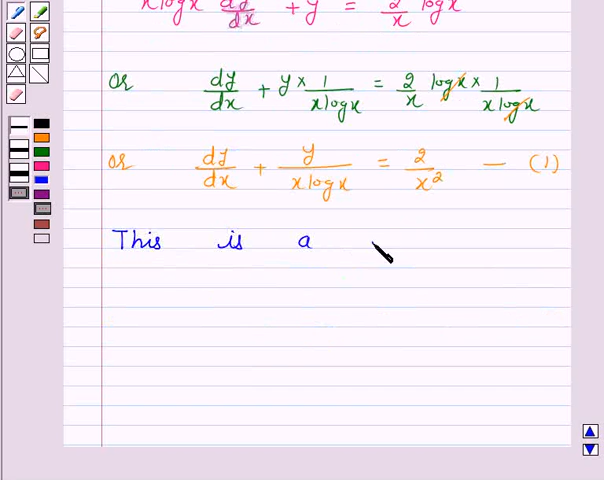 x log x dy/dx + y = 2/x log x
Or dy/dx + y × 1/(x log x) = 2/x log x × 1/(x log x)
or dy/dx + y/(x log x) = 2/x² — (1)
This is a